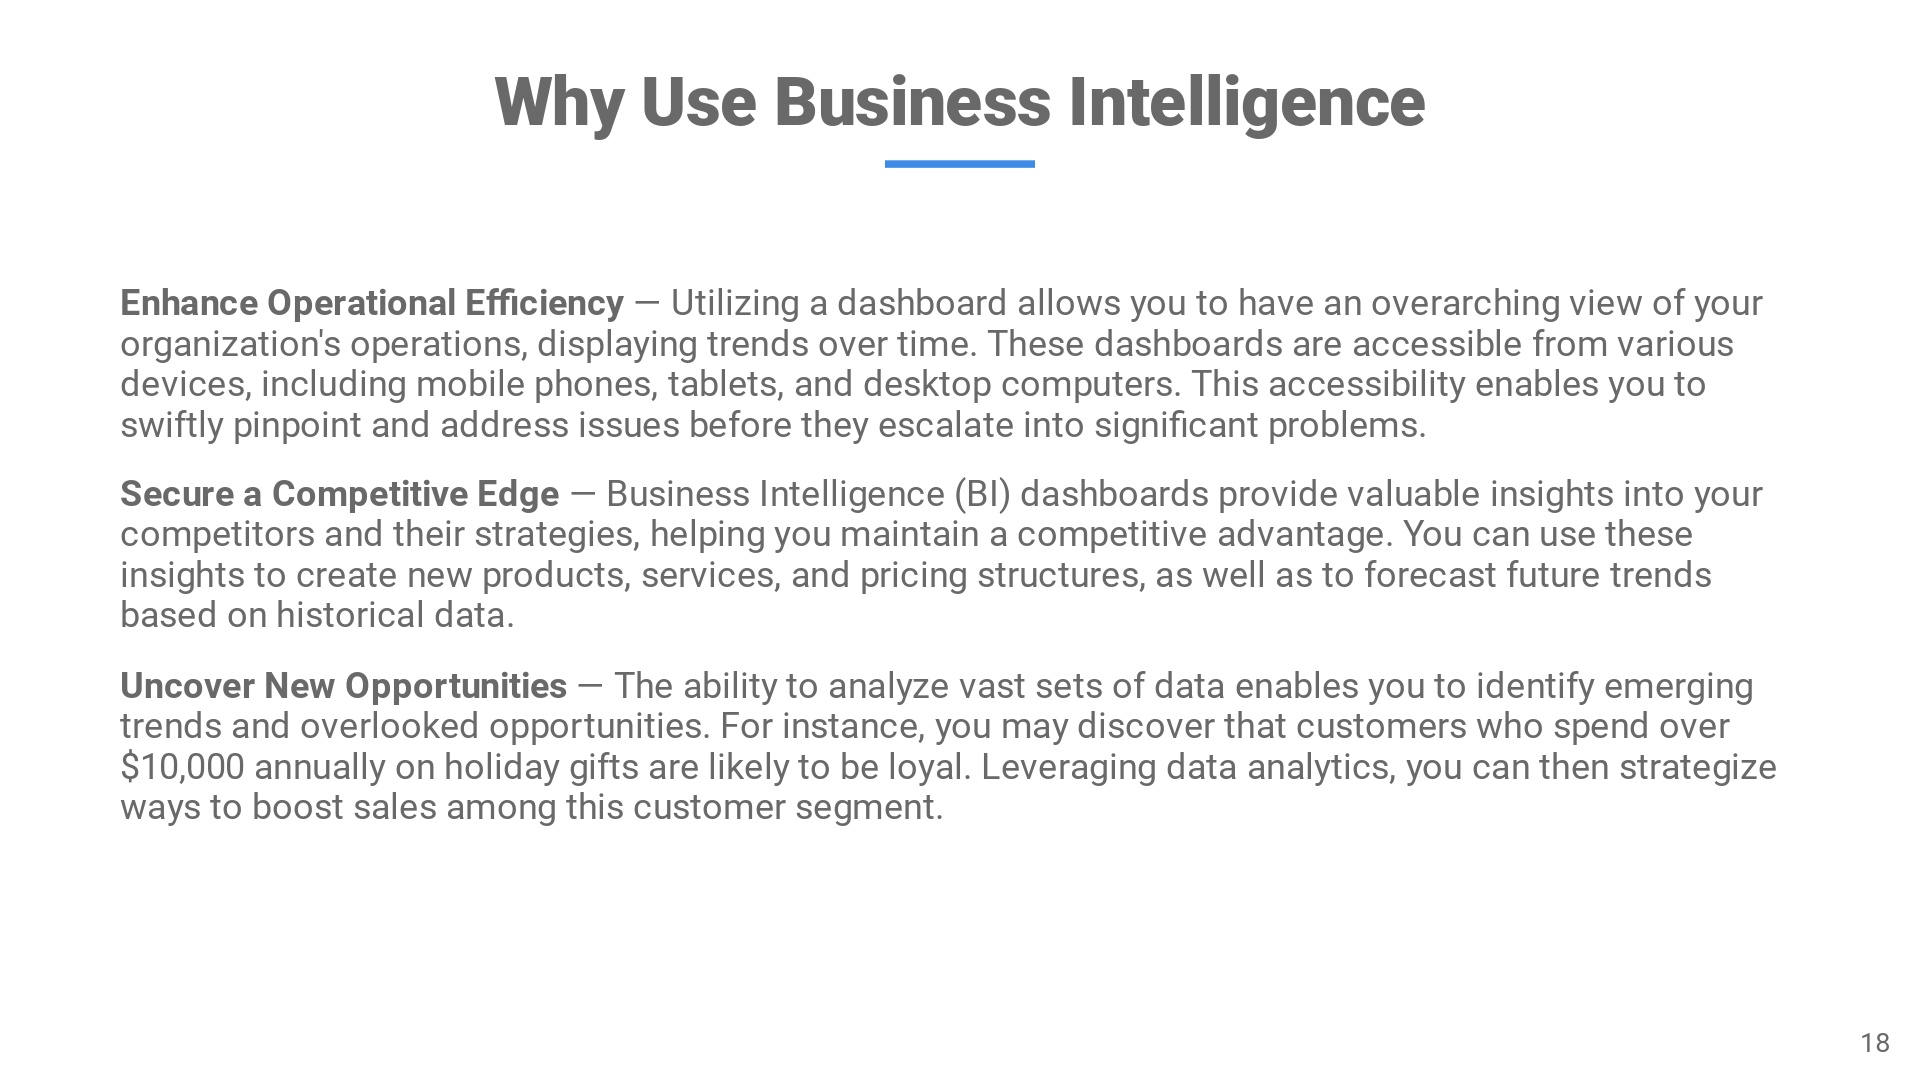 Why Use Business Intelligence
Enhance Operational Efficiency — Utilizing a dashboard allows you to have an overarching view of your
organization's operations, displaying trends over time. These dashboards are accessible from various
devices, including mobile phones, tablets, and desktop computers. This accessibility enables you to
swiftly pinpoint and address issues before they escalate into significant problems.
Secure a Competitive Edge — Business Intelligence (BI) dashboards provide valuable insights into your
competitors and their strategies, helping you maintain a competitive advantage. You can use these
insights to create new products, services, and pricing structures, as well as to forecast future trends
based on historical data.
Uncover New Opportunities — The ability to analyze vast sets of data enables you to identify emerging
trends and overlooked opportunities. For instance, you may discover that customers who spend over
$10,000 annually on holiday gifts are likely to be loyal. Leveraging data analytics, you can then strategize
ways to boost sales among this customer segment.
18